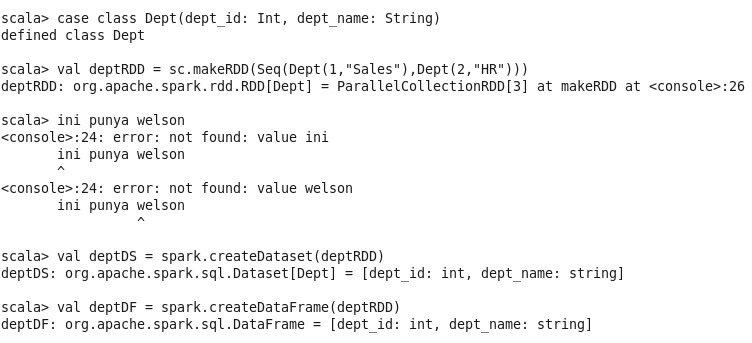 scala> case class Dept(dept_id: Int, dept_name: String)
defined class Dept
scala> val deptRDD = sc.makeRDD(Seq(Dept(1,"Sales"),Dept(2,"HR")))
deptRDD: org.apache.spark.rdd.RDD[Dept] = ParallelCollectionRDD[3] at makeRDD at <console>:26
scala> ini punya welson
<console>:24: error: not found: value ini
       ini punya welson
       ^
<console>:24: error: not found: value welson
       ini punya welson
                 ^
scala> val deptDS = spark.createDataset(deptRDD)
deptDS: org.apache.spark.sql.Dataset[Dept] = [dept_id: int, dept_name: string]
scala> val deptDF = spark.createDataFrame(deptRDD)
deptDF: org.apache.spark.sql.DataFrame = [dept_id: int, dept_name: string]